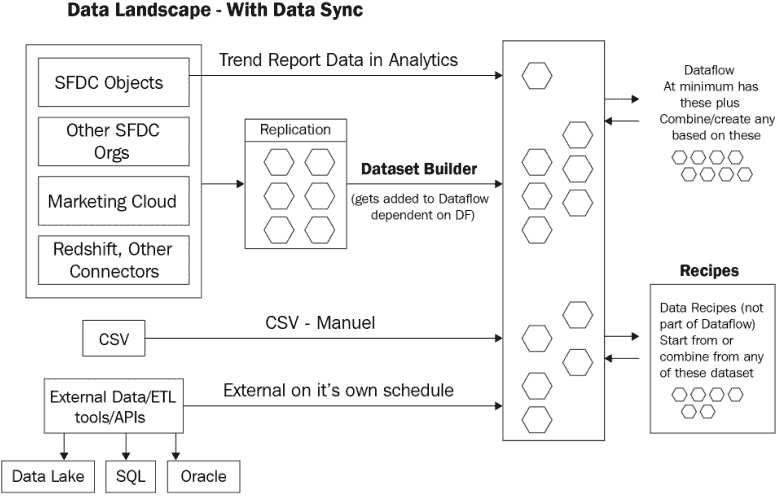 Data Landscape - With Data Sync
SFDC Objects
Other SFDC
Orgs
Marketing Cloud
Redshift, Other
Connectors
Trend Report Data in Analytics
Replication
Dataset Builder
(gets added to Dataflow
dependent on DF)
CSV
CSV - Manuel
External Data/ETL
tools/APIs
External on it's own schedule
Data Lake
SQL
Oracle
Dataflow
At minimum has
these plus
Combine/create any
based on these
Recipes
Data Recipes (not
part of Dataflow)
Start from or
combine from any
of these dataset